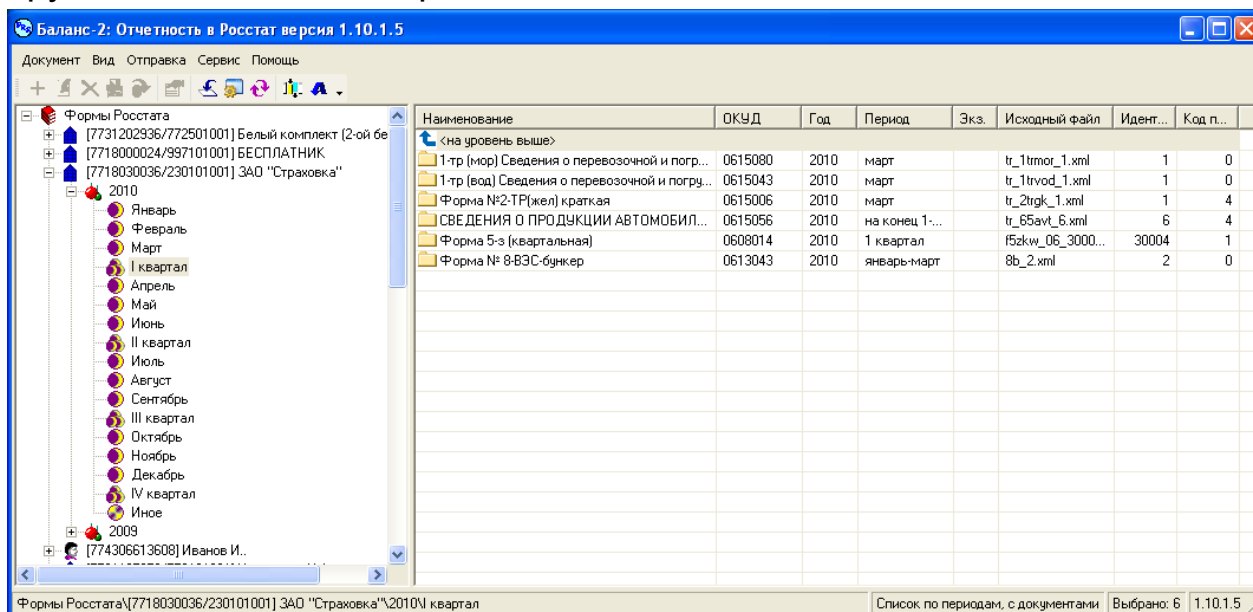 Баланс-2: Отчетность в Росстат версия 1.10.1.5
Документ Вид Отправка Сервис Помощь
Формы Росстата
[7731202936/772501001] Белый комплект (2-ой бе
[7718000024/997101001] БЕСПЛАТНИК
[7718030036/230101001] ЗАО "Страховка"
2010
Январь
Февраль
Март
I квартал
Апрель
Май
Июнь
II квартал
Июль
Август
Сентябрь
III квартал
Октябрь
Ноябрь
Декабрь
IV квартал
Иное
2009
[774306613608] Иванов И..
Наименование ОКУД Год Период Экз. Исходный файл Идент... Код п...
<на уровень выше>
1-тр (мор) Сведения о перевозочной и погр... 0615080 2010 март tr_1trmor_1.xml 1 0
1-тр (вод) Сведения о перевозочной и погру... 0615043 2010 март tr_1trvod_1.xml 1 0
Форма №2-ТР(жел) краткая 0615006 2010 март tr_2trgk_1.xml 1 4
СВЕДЕНИЯ О ПРОДУКЦИИ АВТОМОБИЛ... 0615056 2010 на конец 1-... tr_65avt_6.xml 6 4
Форма 5-з (квартальная) 0608014 2010 1 квартал f5zkw_06_3000... 30004 1
Форма № 8-ВЭС-бункер 0613043 2010 январь-март 8b_2.xml 2 0
Формы Росстата\[7718030036/230101001] ЗАО "Страховка"\2010\I квартал
Список по периодам, с документами Выбрано: 6 1.10.1.5